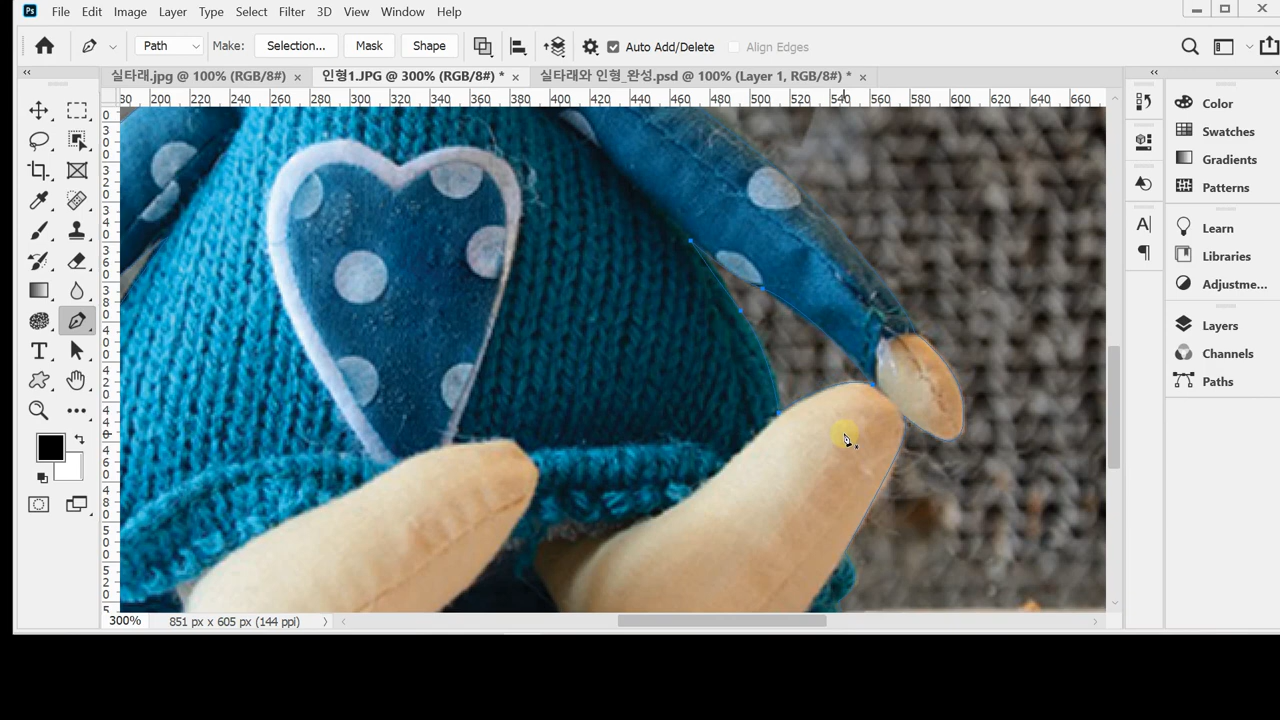 Ps File Edit Image Layer Type Select Filter 3D View Window Help
Path Make: Selection... Mask Shape Auto Add/Delete Align Edges
실타래.jpg @ 100% (RGB/8#) × 인형1.JPG @ 300% (RGB/8#) * × 실타래와 인형_완성.psd @ 100% (Layer 1, RGB/8#) * ×
80 200 220 240 260 280 300 320 340 360 380 400 420 440 460 480 500 520 540 560 580 600 620 640 660
Color
Swatches
Gradients
Patterns
Learn
Libraries
Adjustme...
Layers
Channels
Paths
300% 851 px x 605 px (144 ppi)